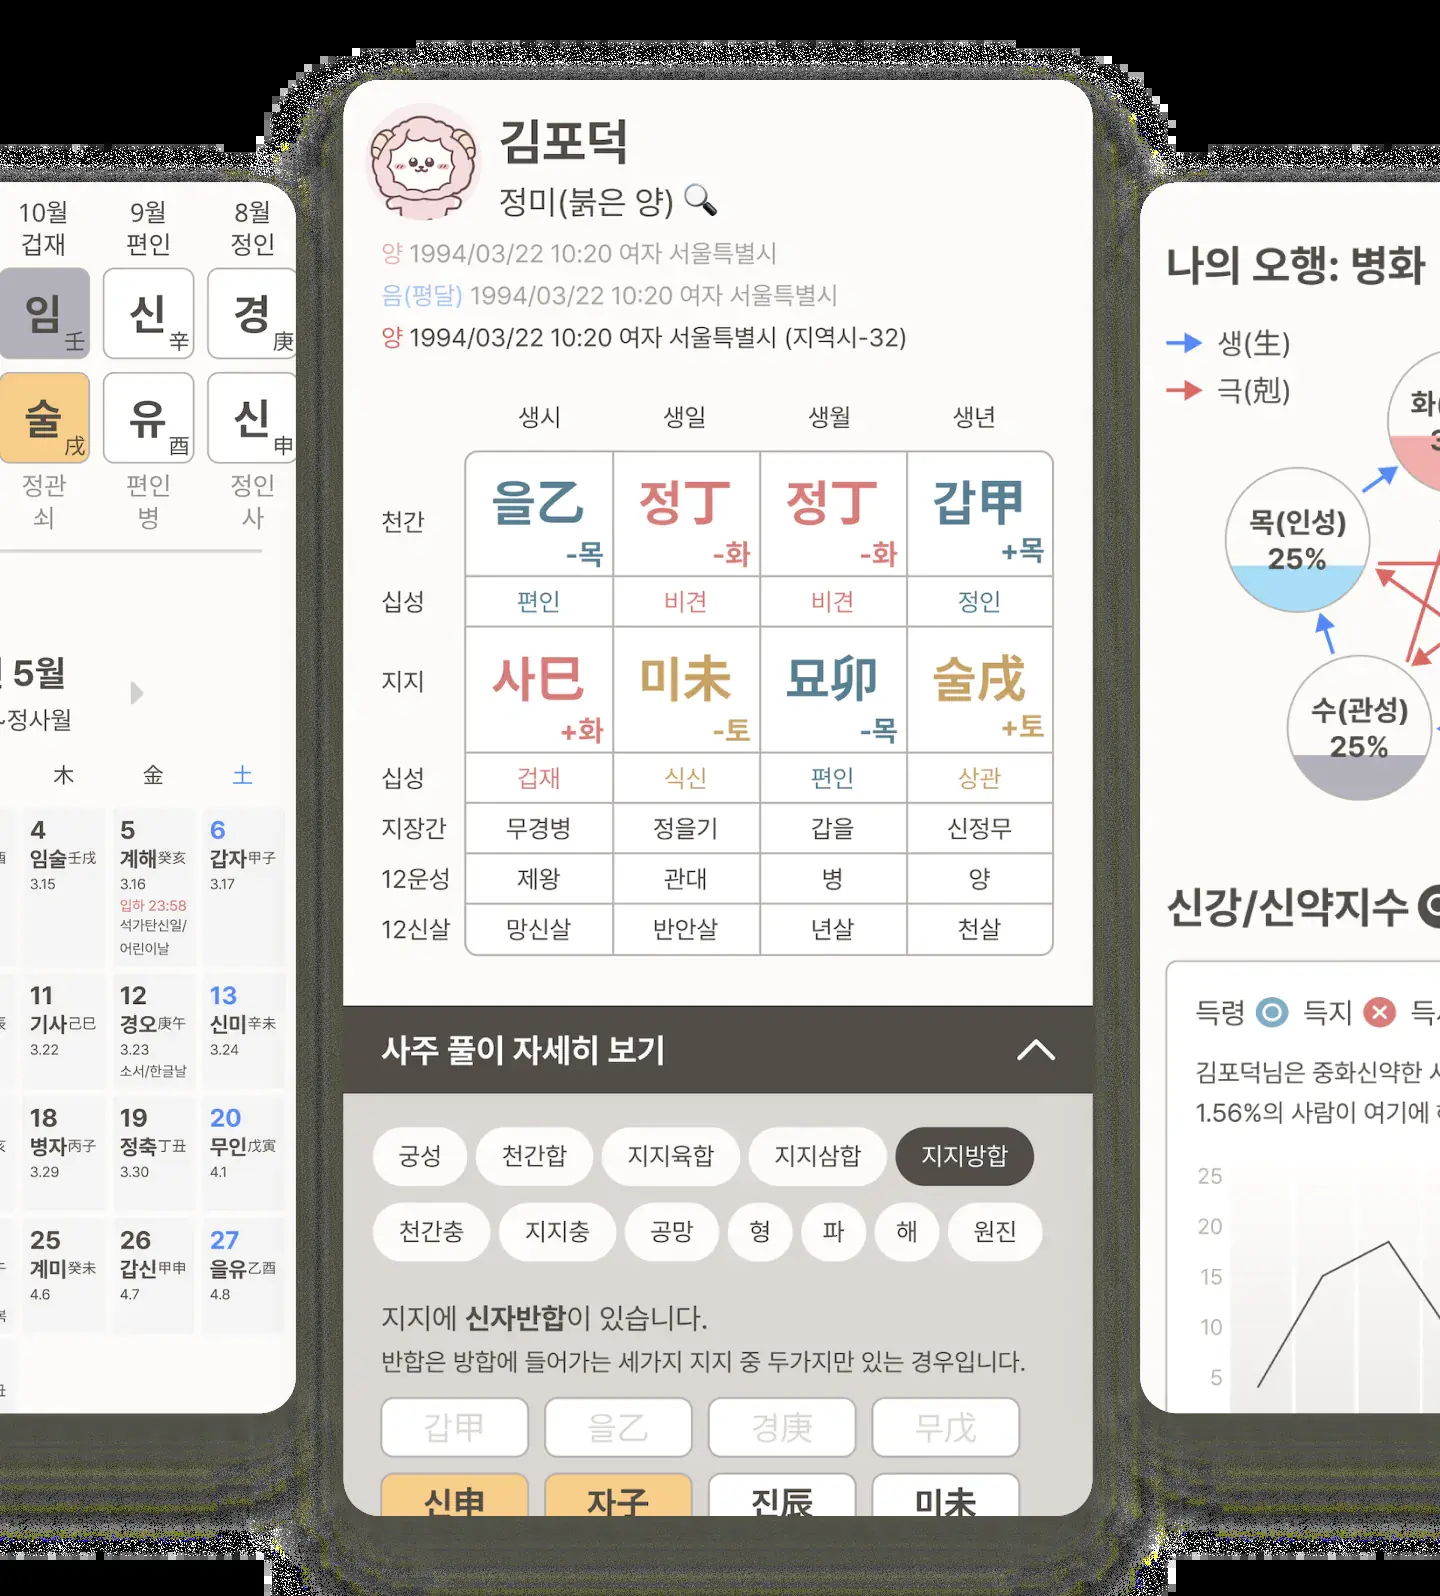 10월 9월 8월
겁재 편인 정인
임壬 신辛 경庚
술戌 유酉 신申
정관 편인 정인
쇠 병 사
5월
~정사월
木 金 土
4 5 6
임술壬戌 계해癸亥 갑자甲子
3.15 3.16 3.17
입하 23:58
석가탄신일/
어린이날
11 12 13
기사己巳 경오庚午 신미辛未
3.22 3.23 3.24
소서/한글날
18 19 20
병자丙子 정축丁丑 무인戊寅
3.29 3.30 4.1
25 26 27
계미癸未 갑신甲申 을유乙酉
4.6 4.7 4.8
김포덕
정미(붉은 양)
양 1994/03/22 10:20 여자 서울특별시
음(평달) 1994/03/22 10:20 여자 서울특별시
양 1994/03/22 10:20 여자 서울특별시 (지역시-32)
생시 생일 생월 생년
천간 을乙 정丁 정丁 갑甲
-목 -화 -화 +목
십성 편인 비견 비견 정인
지지 사巳 미未 묘卯 술戌
+화 -토 -목 +토
십성 겁재 식신 편인 상관
지장간 무경병 정을기 갑을 신정무
12운성 제왕 관대 병 양
12신살 망신살 반안살 년살 천살
사주 풀이 자세히 보기
궁성 천간합 지지육합 지지삼합 지지방합
천간충 지지충 공망 형 파 해 원진
지지에 신자반합이 있습니다.
반합은 방합에 들어가는 세가지 지지 중 두가지만 있는 경우입니다.
갑甲 을乙 경庚 무戊
신申 자子 진辰 미未
나의 오행: 병화
생(生)
극(剋)
목(인성)
25%
수(관성)
25%
신강/신약지수
득령 득지
김포덕님은 중화신약한
1.56%의 사람이 여기에
25
20
15
10
5